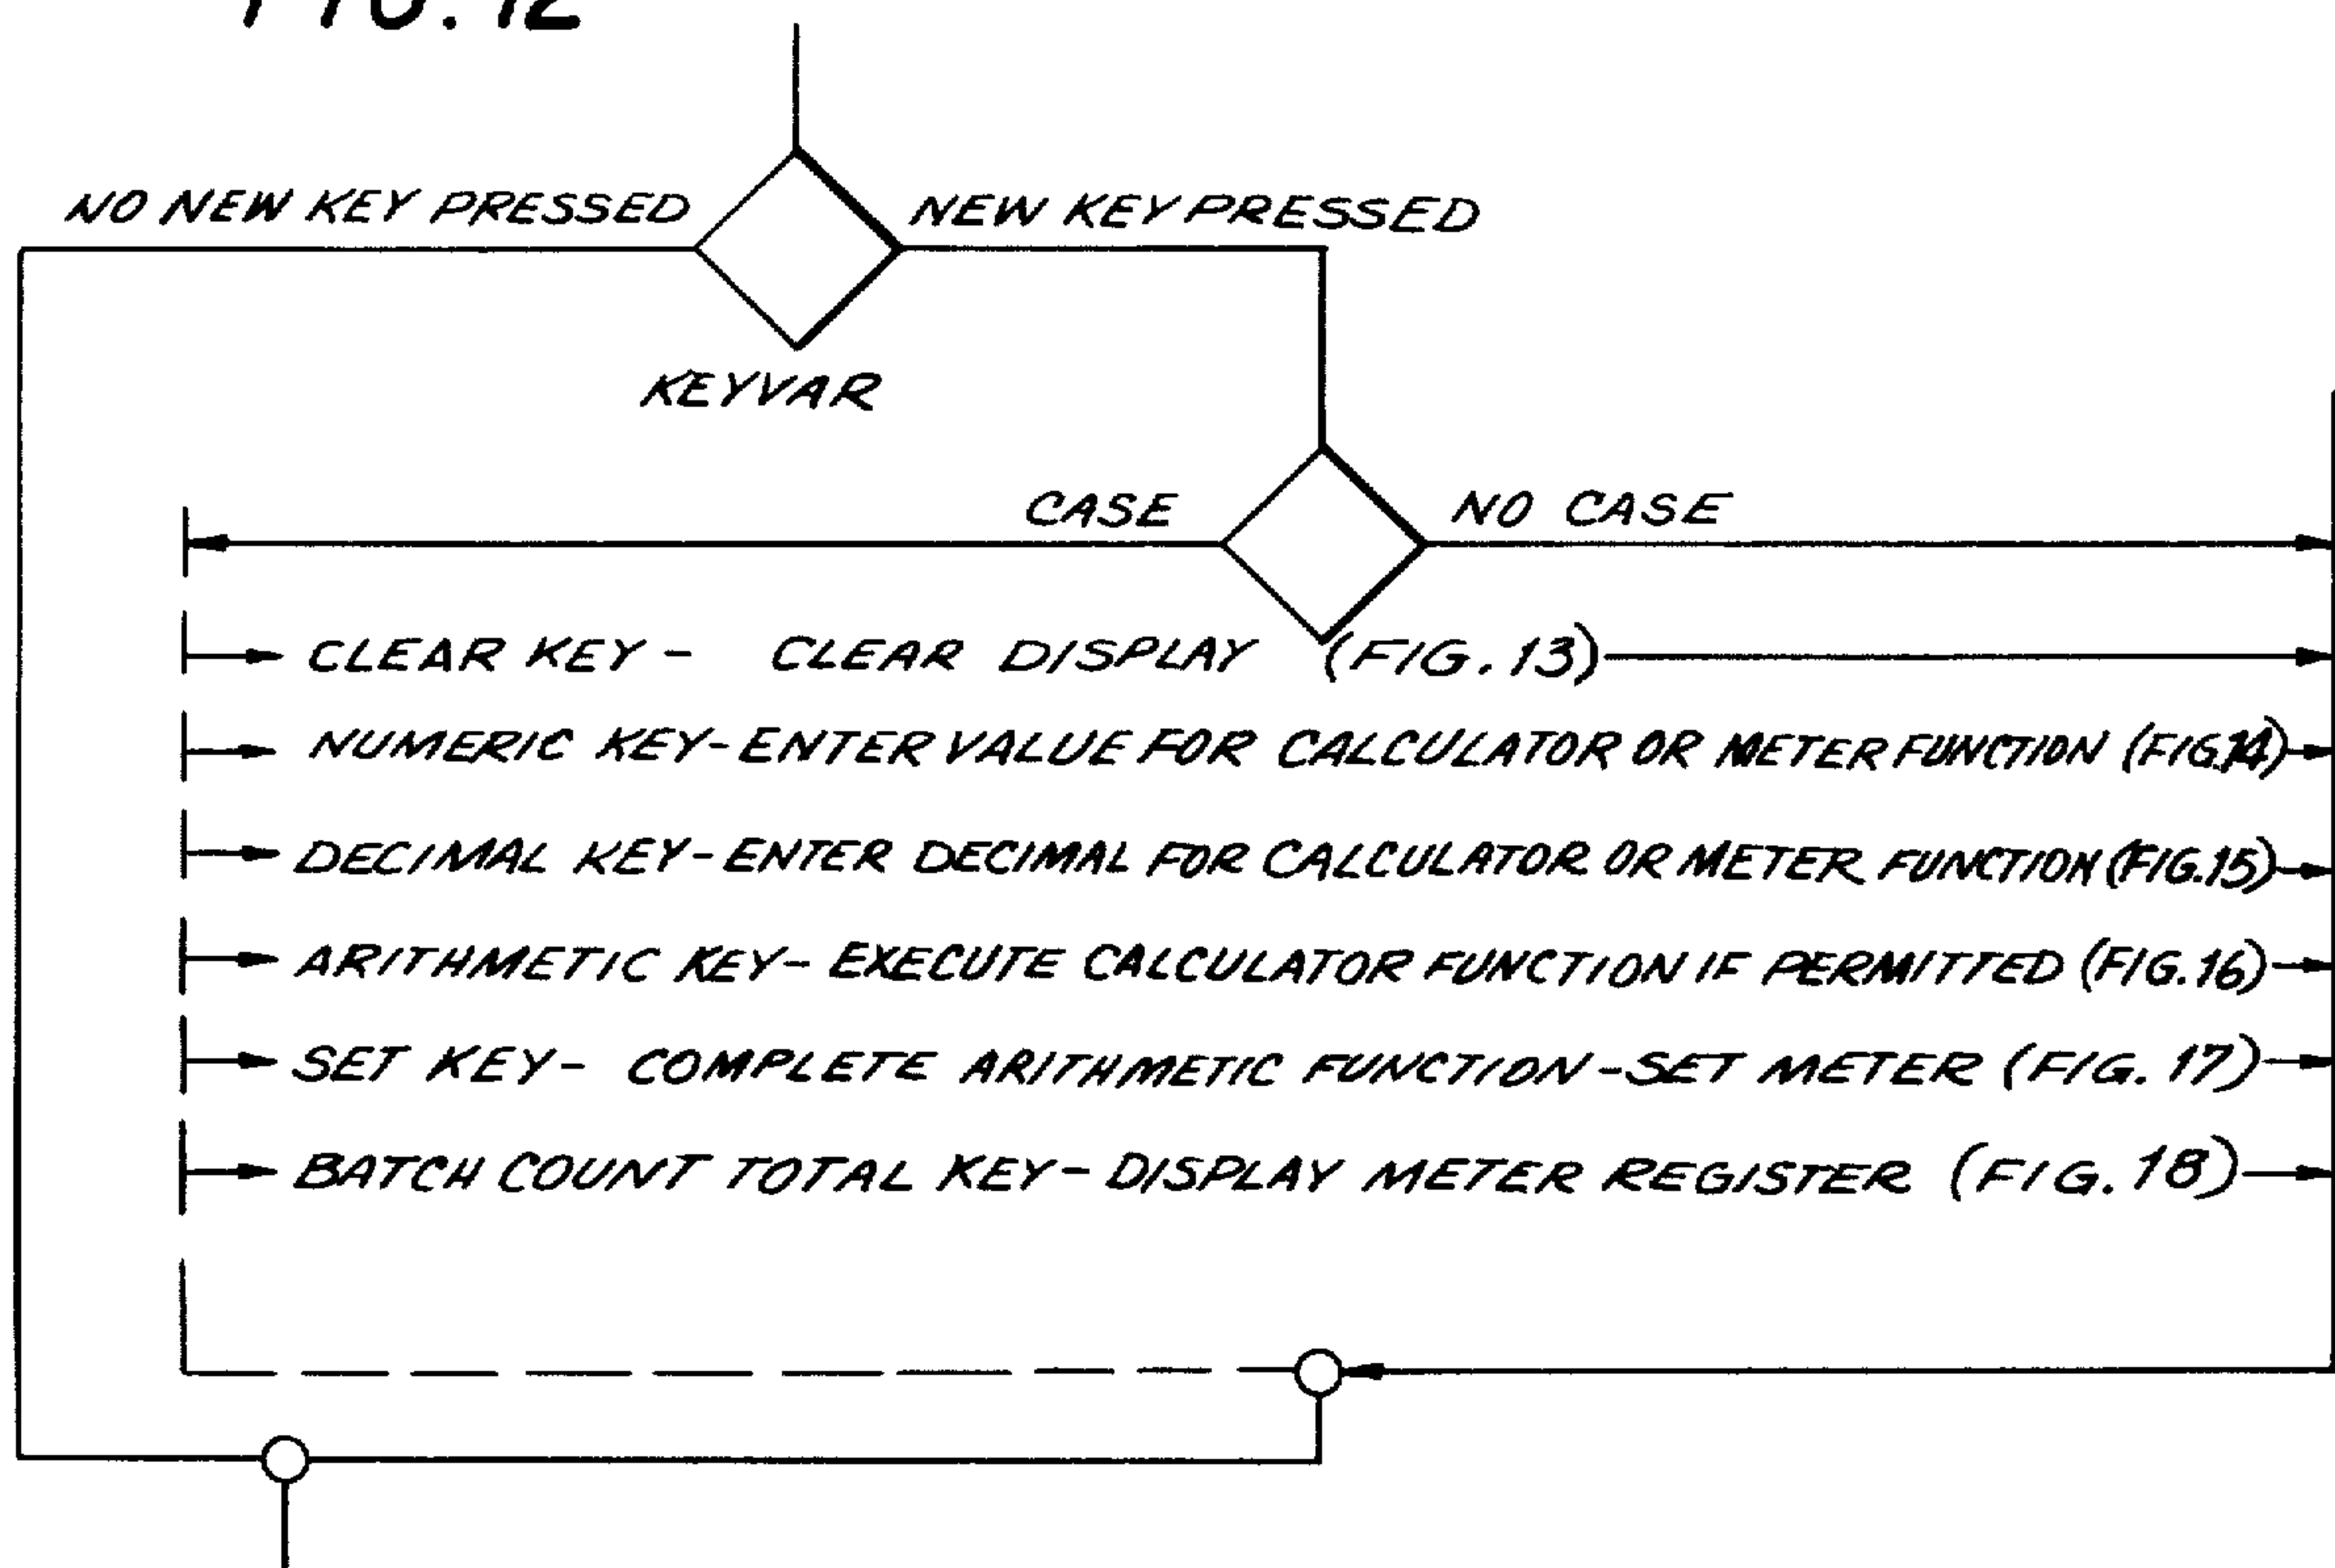 FIG. 12
NO NEW KEY PRESSED
NEW KEY PRESSED
KEYVAR
CASE
NO CASE
CLEAR KEY - CLEAR DISPLAY (FIG. 13)
NUMERIC KEY-ENTER VALUE FOR CALCULATOR OR METER FUNCTION (FIG.14)
DECIMAL KEY-ENTER DECIMAL FOR CALCULATOR OR METER FUNCTION (FIG.15)
ARITHMETIC KEY- EXECUTE CALCULATOR FUNCTION IF PERMITTED (FIG.16)
SET KEY- COMPLETE ARITHMETIC FUNCTION-SET METER (FIG. 17)
BATCH COUNT TOTAL KEY-DISPLAY METER REGISTER (FIG. 18)